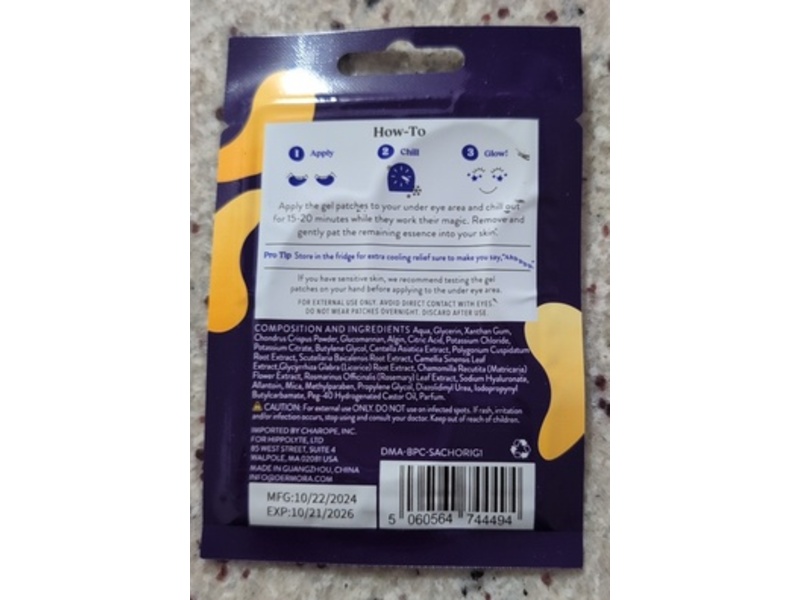 How-To
1 Apply
2 Chill
3 Glow!
Apply the gel patches to your under eye area and chill out
for 15-20 minutes while they work their magic. Remove and
gently pat the remaining essence into your skin.
Pro Tip Store in the fridge for extra cooling relief sure to make you say,
If you have sensitive skin, we recommend testing the gel
patches on your hand before applying to the under eye area.
FOR EXTERNAL USE ONLY. AVOID DIRECT CONTACT WITH EYES.
DO NOT WEAR PATCHES OVERNIGHT. DISCARD AFTER USE.
COMPOSITION AND INGREDIENTS Aqua, Glycerin, Xanthan Gum,
Chondrus Crispus Powder, Glucomannan, Algin, Citric Acid, Potassium Chloride,
Potassium Citrate, Butylene Glycol, Centella Asiatica Extract, Polygonium Cuspidatum
Root Extract, Scutellaria Baicalensis Root Extract, Camellia Sinensis Leaf
Extract,Glycyrrhiza Glabra (Licorice) Root Extract, Chamomilla Recutita (Matricaria)
Flower Extract, Rosmarinus Officinalis (Rosemary) Leaf Extract, Sodium Hyaluronate,
Allantoin, Mica, Methylparaben, Propylene Glycol, Diazolidinyl Urea, Iodopropynyl
Butylcarbamate, Peg-40 Hydrogenated Castor Oil, Parfum.
CAUTION: For external use ONLY. DO NOT use on infected spots. If rash, irritation
and/or infection occurs, stop using and consult your doctor. Keep out of reach of children.
IMPORTED BY CHAROPE, INC.
FOR HIPPOLYTE, LTD
85 WEST STREET, SUITE 4
WALPOLE, MA 02081 USA
MADE IN GUANGZHOU, CHINA
INFO@DERMORA.COM
DMA-BPC-SACHORIG1
MFG:10/22/2024
EXP:10/21/2026
5 060564 744494